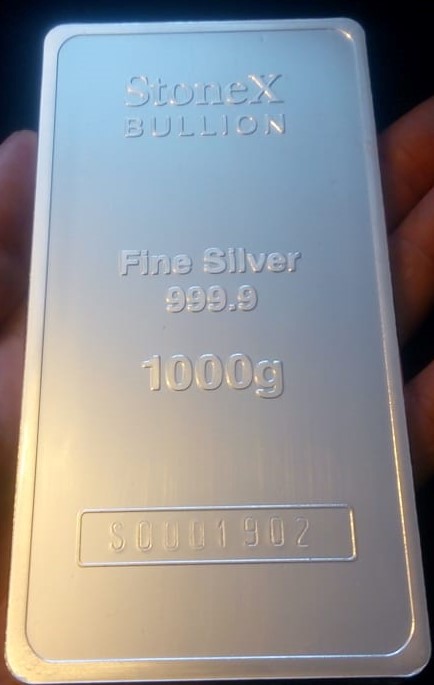 StoneX
BULLION
Fine Silver
999.9
1000g
S0001902